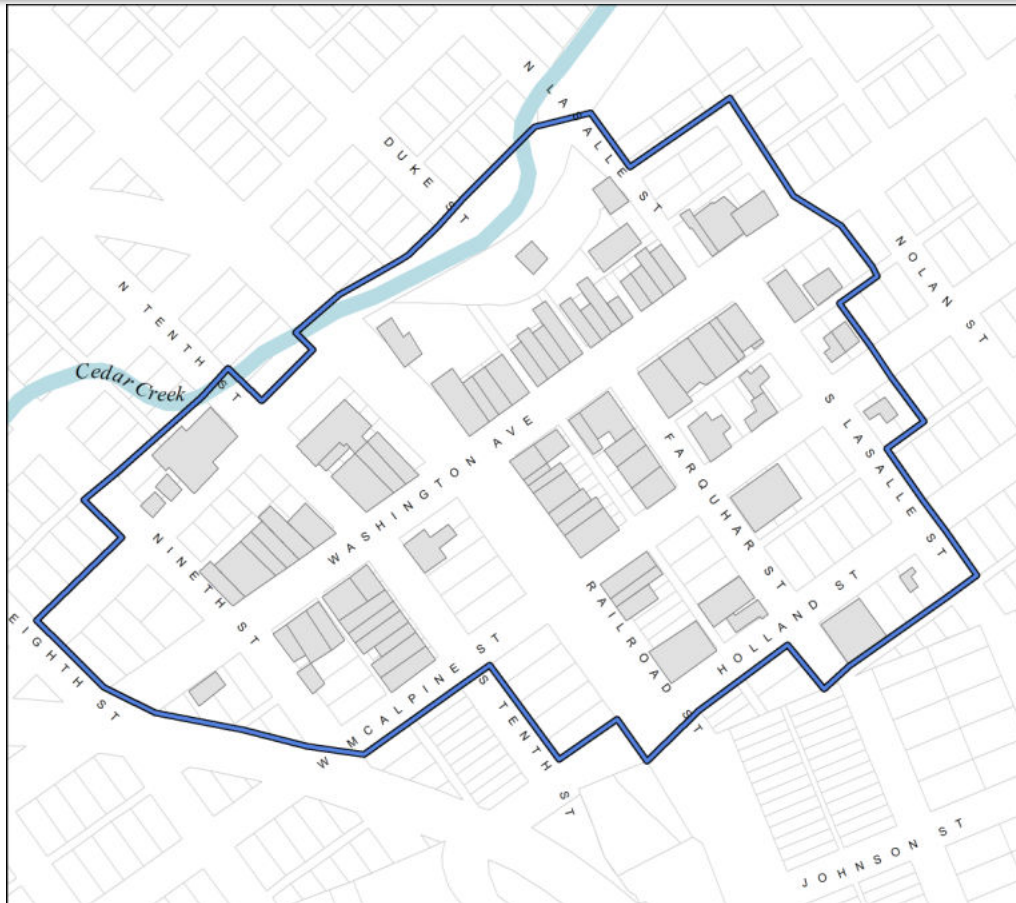 N LASALLE ST
DUKE ST
NOLAN ST
N TENTH ST
Cedar Creek
WASHINGTON AVE
S LASALLE ST
FARQUHAR ST
NINETH ST
RAILROAD ST
HOLLAND ST
EIGHTH ST
W MCALPINE ST
S TENTH ST
JOHNSON ST